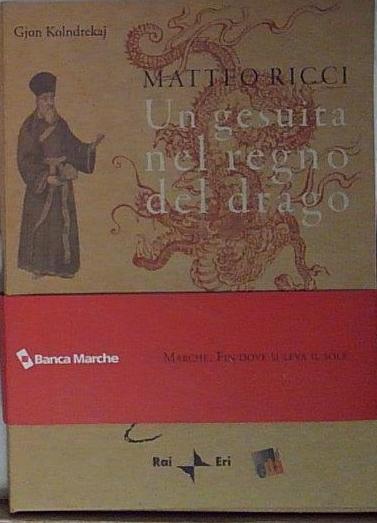 Gjon Kolndrekaj
MATTEO RICCI
Un gesuita
nel regno
del drago
Banca Marche
MARCHE. FIN DOVE SI LEVA IL SOLE
Rai Eri